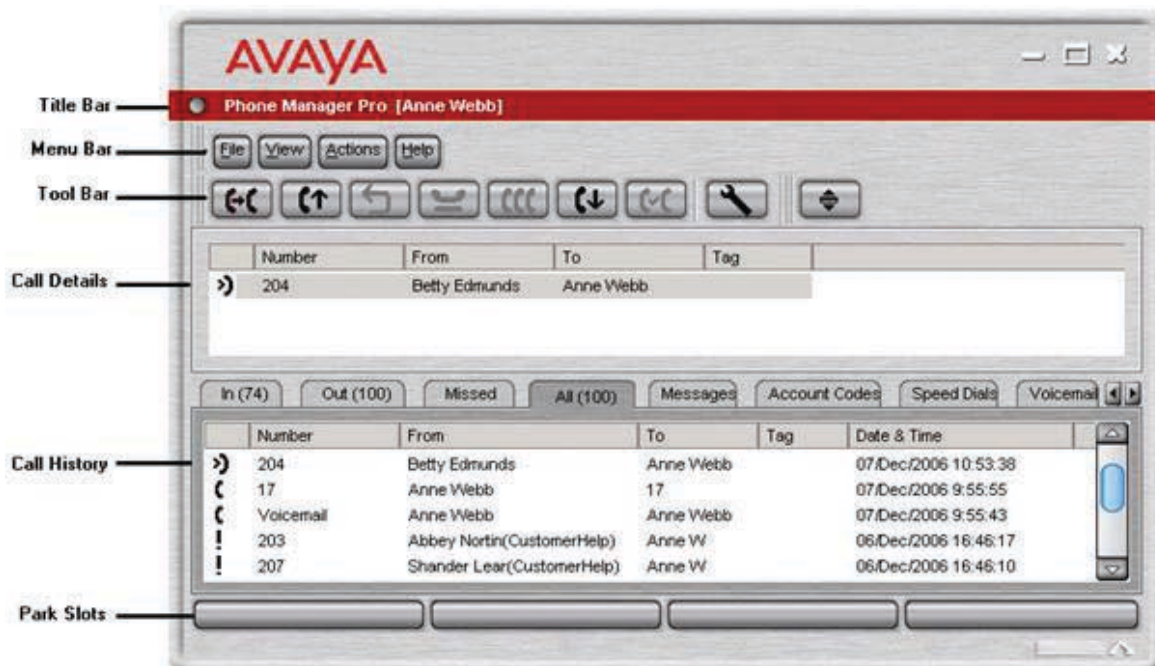 AVAYA
Title Bar
Phone Manager Pro [Anne Webb]
Menu Bar
File View Actions Help
Tool Bar
Number From To Tag
Call Details
204 Betty Edmunds Anne Webb
In (74) Out (100) Missed All (100) Messages Account Codes Speed Dials Voicemail
Number From To Tag Date & Time
Call History
204 Betty Edmunds Anne Webb 07/Dec/2006 10:53:38
17 Anne Webb 17 07/Dec/2006 9:55:55
Voicemail Anne Webb Anne Webb 07/Dec/2006 9:55:43
203 Abbey Nortin(CustomerHelp) Anne W 06/Dec/2006 16:46:17
207 Shander Lear(CustomerHelp) Anne W 06/Dec/2006 16:46:10
Park Slots